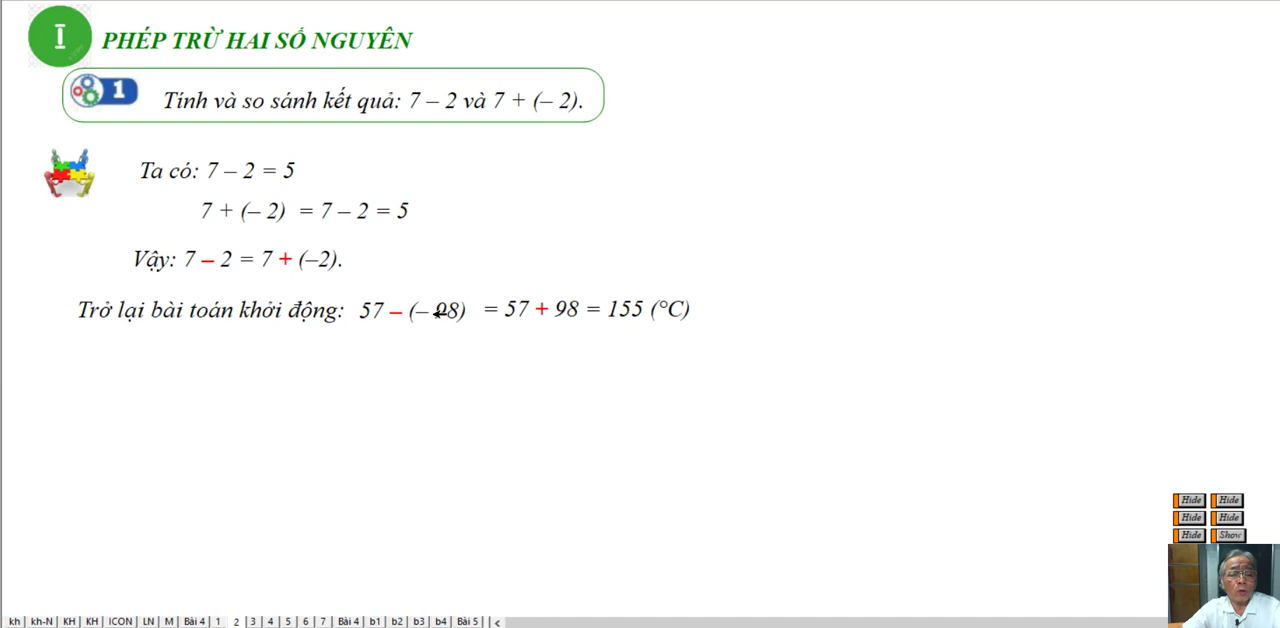 I PHÉP TRỪ HAI SỐ NGUYÊN
1 Tính và so sánh kết quả: 7 – 2 và 7 + (– 2).
Ta có: 7 – 2 = 5
7 + (– 2) = 7 – 2 = 5
Vậy: 7 – 2 = 7 + (–2).
Trở lại bài toán khởi động: 57 – (– 98) = 57 + 98 = 155 (°C)
Hide Hide
Hide Hide
Hide Show
kh | kh-N | KH | KH | ICON | LN | M | Bài 4 | 1 | 2 | 3 | 4 | 5 | 6 | 7 | Bài 4 | b1 | b2 | b3 | b4 | Bài 5 | | <